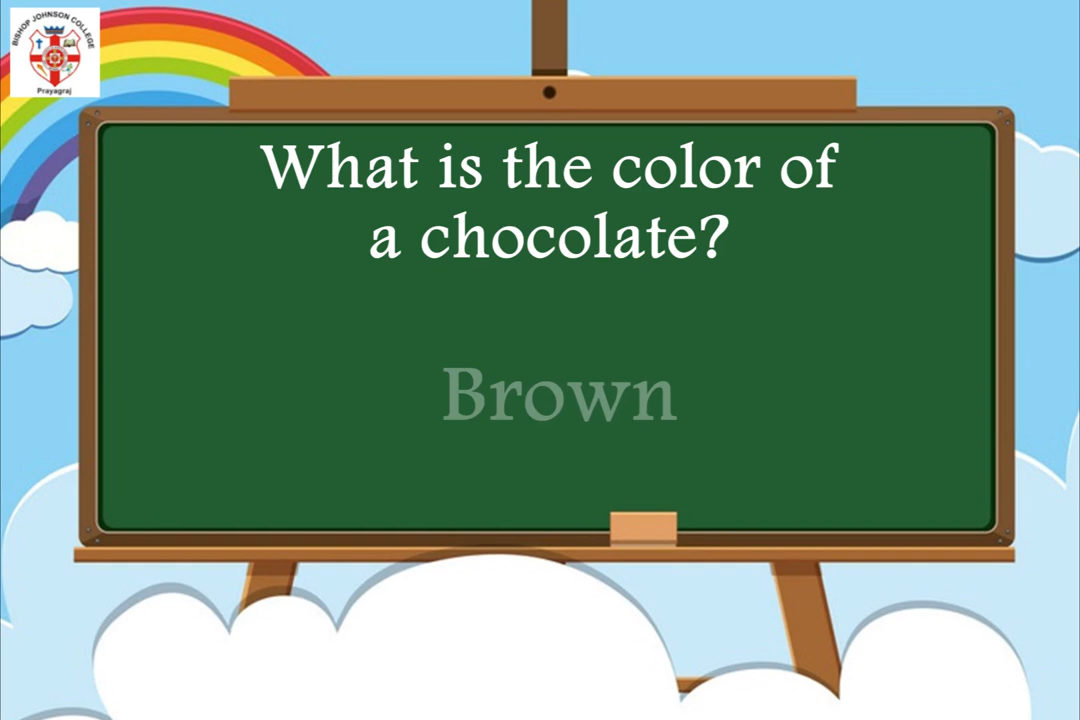 BISHOP JOHNSON COLLEGE
Prayagraj
What is the color of
a chocolate?
Brown